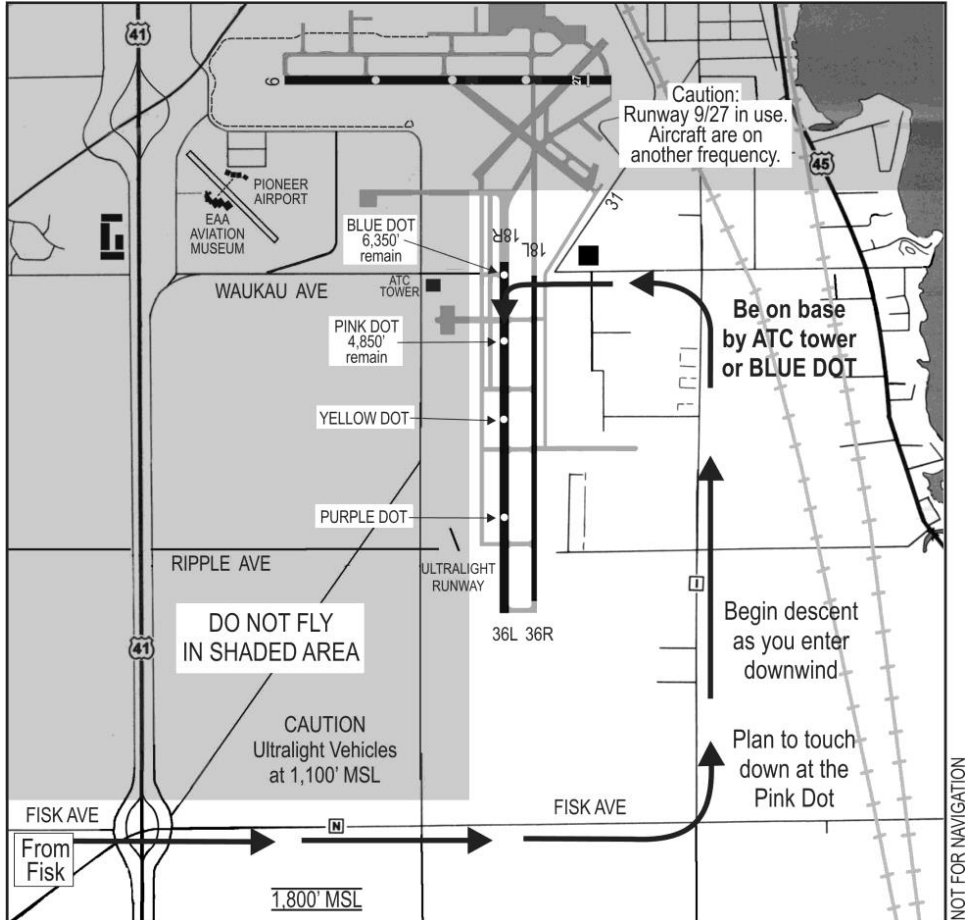 41
9
27
Caution:
Runway 9/27 in use.
Aircraft are on
another frequency.
45
PIONEER
AIRPORT
EAA
AVIATION
MUSEUM
31
BLUE DOT
6,350'
remain
18R
18L
WAUKAU AVE
ATC
TOWER
Be on base
by ATC tower
or BLUE DOT
PINK DOT
4,850'
remain
YELLOW DOT
PURPLE DOT
RIPPLE AVE
ULTRALIGHT
RUNWAY
I
DO NOT FLY
IN SHADED AREA
36L 36R
Begin descent
as you enter
downwind
41
CAUTION
Ultralight Vehicles
at 1,100' MSL
Plan to touch
down at the
Pink Dot
FISK AVE
N
FISK AVE
From
Fisk
1,800' MSL
NOT FOR NAVIGATION